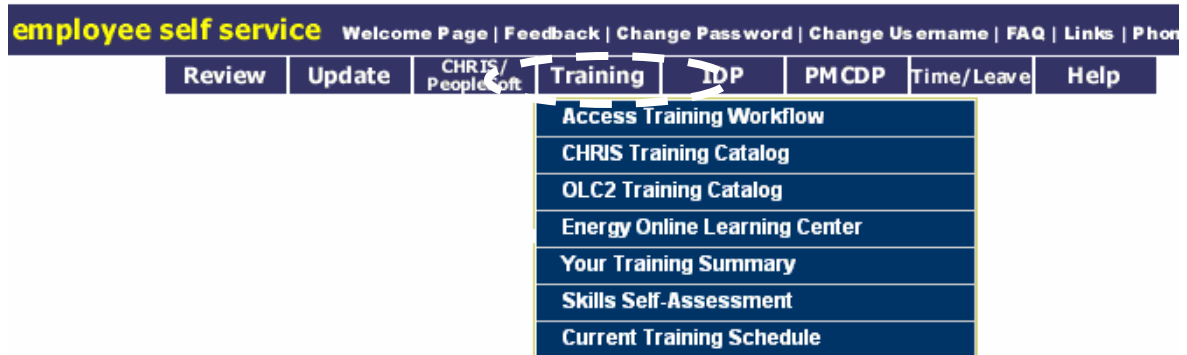 employee self service Welcome Page | Feedback | Change Password | Change Username | FAQ | Links | Phon
Review Update CHRIS/ PeopleSoft Training IDP PMCDP Time/Leave Help
Access Training Workflow
CHRIS Training Catalog
OLC2 Training Catalog
Energy Online Learning Center
Your Training Summary
Skills Self-Assessment
Current Training Schedule